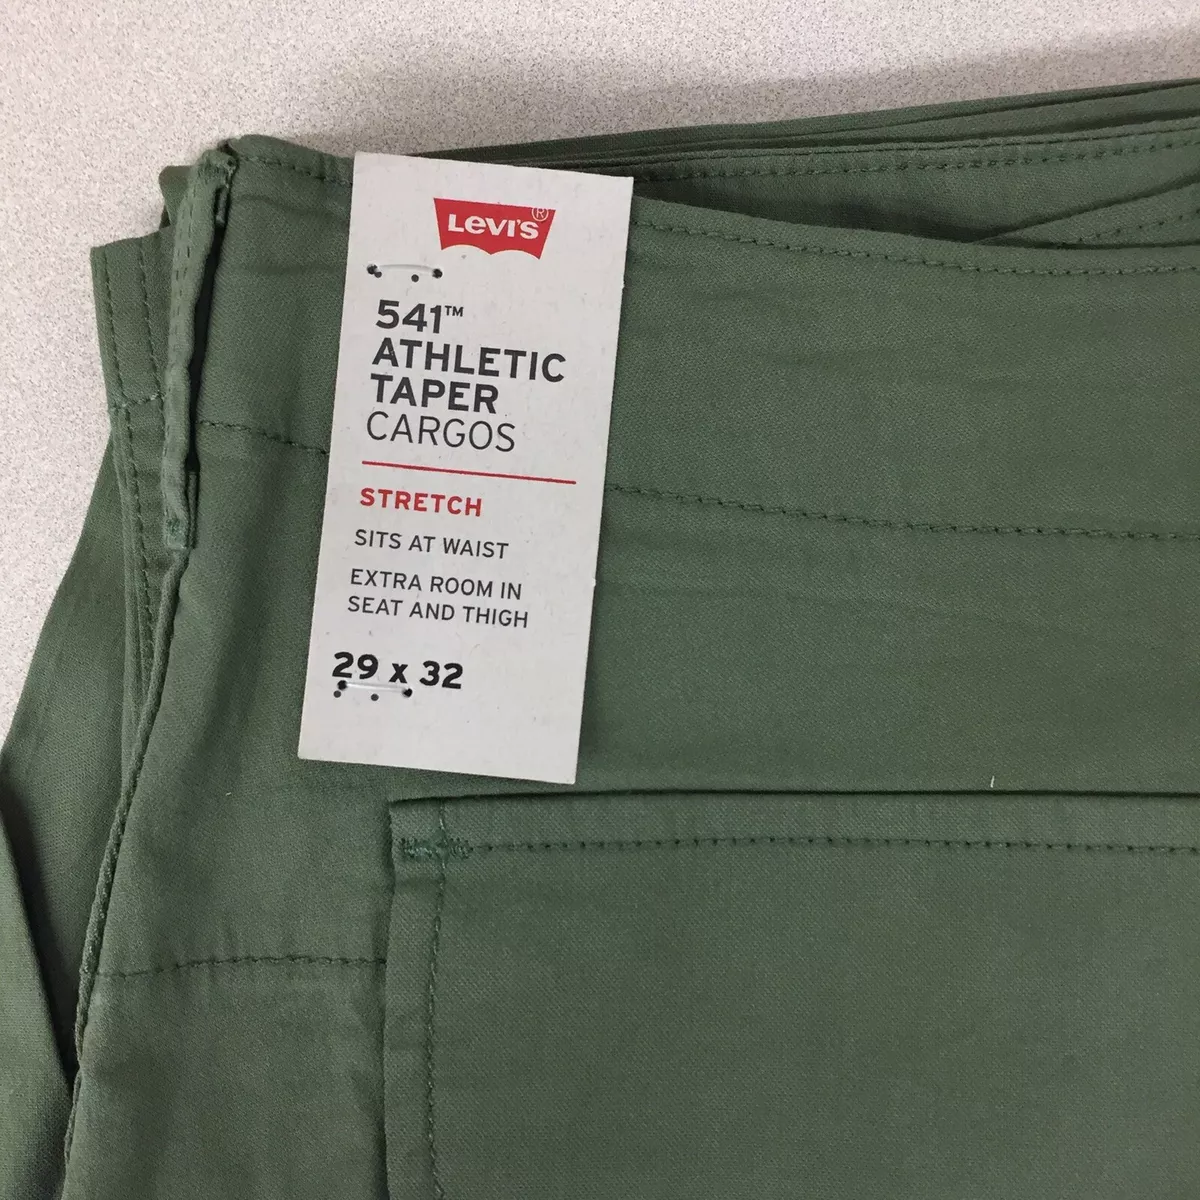 LEVI'S®
541™
ATHLETIC
TAPER
CARGOS
STRETCH
SITS AT WAIST
EXTRA ROOM IN
SEAT AND THIGH
29 x 32